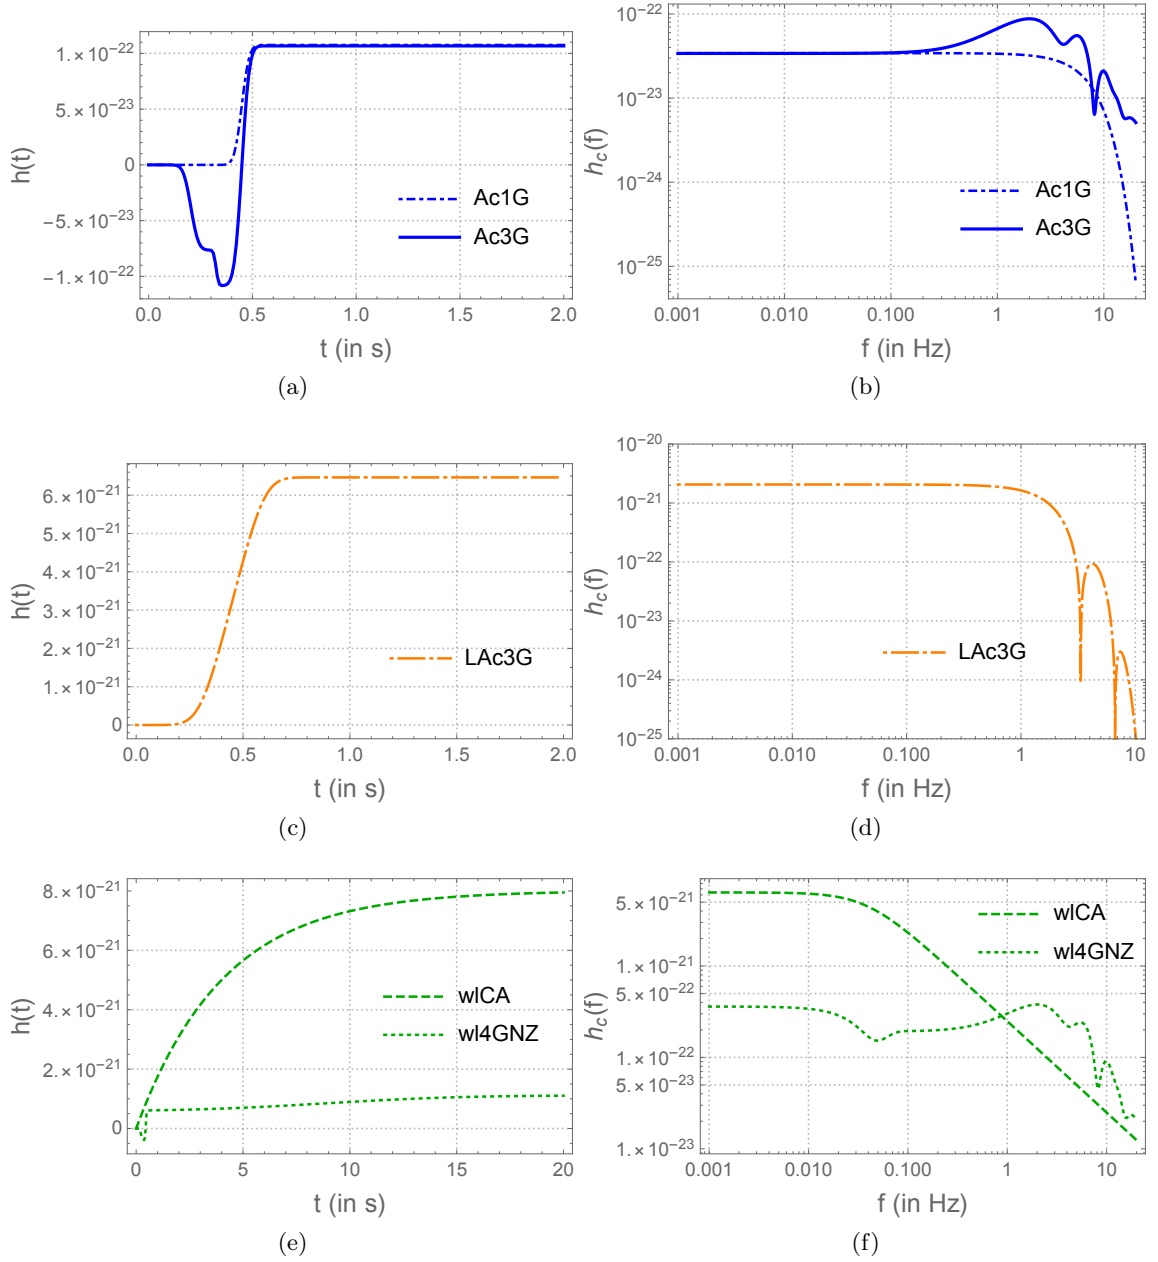 1.×10⁻²²
5.×10⁻²³
0
−5.×10⁻²³
−1.×10⁻²²
h(t)
Ac1G
Ac3G
0.0 0.5 1.0 1.5 2.0
t (in s)
(a)
10⁻²²
10⁻²³
10⁻²⁴
10⁻²⁵
h_c(f)
Ac1G
Ac3G
0.001 0.010 0.100 1 10
f (in Hz)
(b)
6.×10⁻²¹
5.×10⁻²¹
4.×10⁻²¹
3.×10⁻²¹
2.×10⁻²¹
1.×10⁻²¹
0
h(t)
LAc3G
0.0 0.5 1.0 1.5 2.0
t (in s)
(c)
10⁻²⁰
10⁻²¹
10⁻²²
10⁻²³
10⁻²⁴
10⁻²⁵
h_c(f)
LAc3G
0.001 0.010 0.100 1 10
f (in Hz)
(d)
8.×10⁻²¹
6.×10⁻²¹
4.×10⁻²¹
2.×10⁻²¹
0
h(t)
wlCA
wl4GNZ
0 5 10 15 20
t (in s)
(e)
5.×10⁻²¹
1.×10⁻²¹
5.×10⁻²²
1.×10⁻²²
5.×10⁻²³
1.×10⁻²³
h_c(f)
wlCA
wl4GNZ
0.001 0.010 0.100 1 10
f (in Hz)
(f)